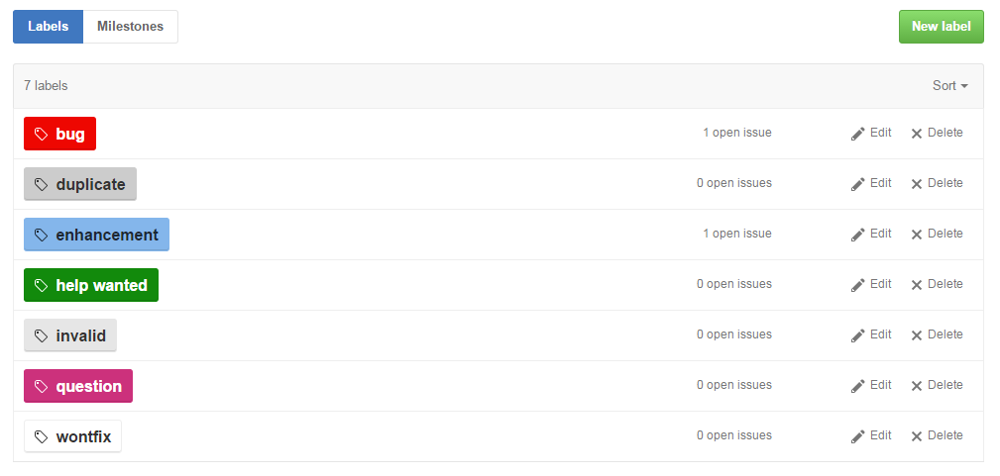 Labels Milestones New label
7 labels Sort
bug 1 open issue Edit Delete
duplicate 0 open issues Edit Delete
enhancement 1 open issue Edit Delete
help wanted 0 open issues Edit Delete
invalid 0 open issues Edit Delete
question 0 open issues Edit Delete
wontfix 0 open issues Edit Delete